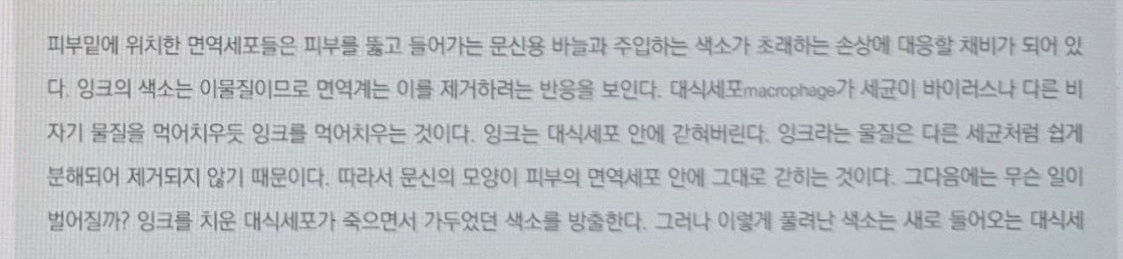 피부밑에 위치한 면역세포들은 피부를 뚫고 들어가는 문신용 바늘과 주입하는 색소가 초래하는 손상에 대응할 채비가 되어 있
다. 잉크의 색소는 이물질이므로 면역계는 이를 제거하려는 반응을 보인다. 대식세포macrophage가 세균이 바이러스나 다른 비
자기 물질을 먹어치우듯 잉크를 먹어치우는 것이다. 잉크는 대식세포 안에 갇혀버린다. 잉크라는 물질은 다른 세균처럼 쉽게
분해되어 제거되지 않기 때문이다. 따라서 문신의 모양이 피부의 면역세포 안에 그대로 갇히는 것이다. 그다음에는 무슨 일이
벌어질까? 잉크를 치운 대식세포가 죽으면서 가두었던 색소를 방출한다. 그러나 이렇게 풀려난 색소는 새로 들어오는 대식세